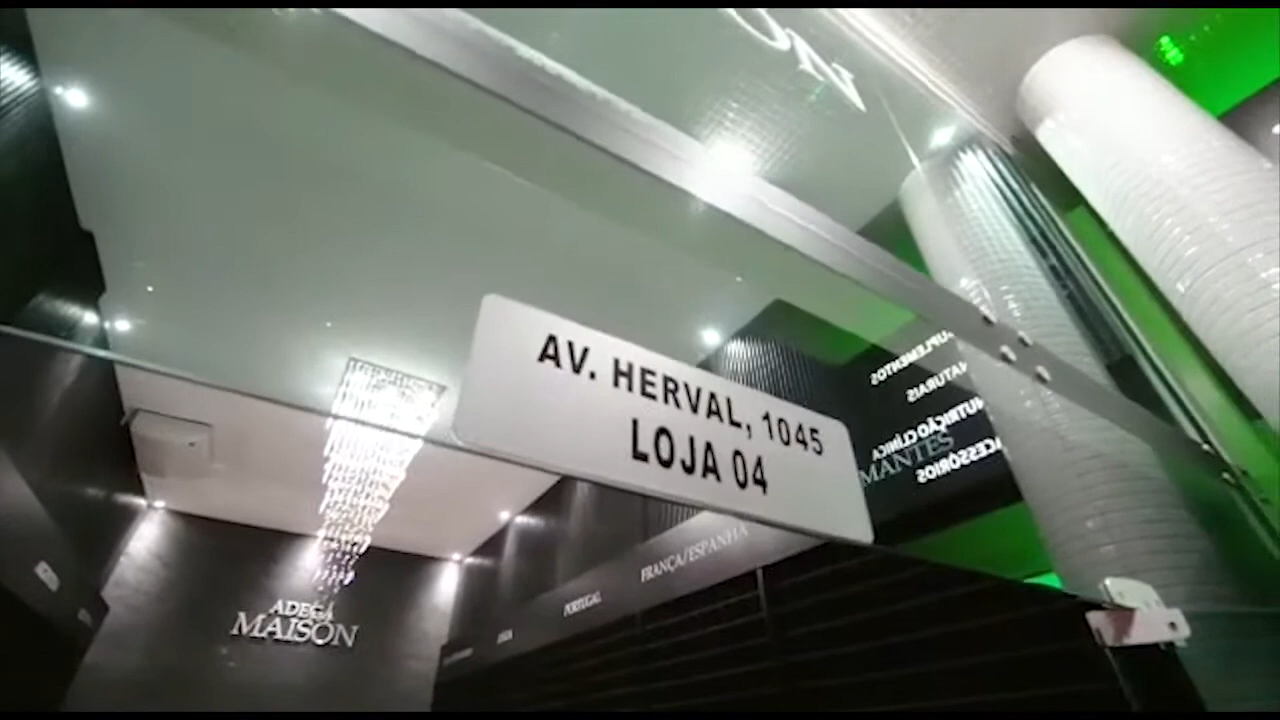 AV. HERVAL, 1045
LOJA 04
SUPLEMENTOS
NATURAIS
NUTRIÇÃO CLÍNICA
ACESSÓRIOS
MANTES
FRANÇA/ESPANHA
PORTUGAL
ADEGA
MAISON